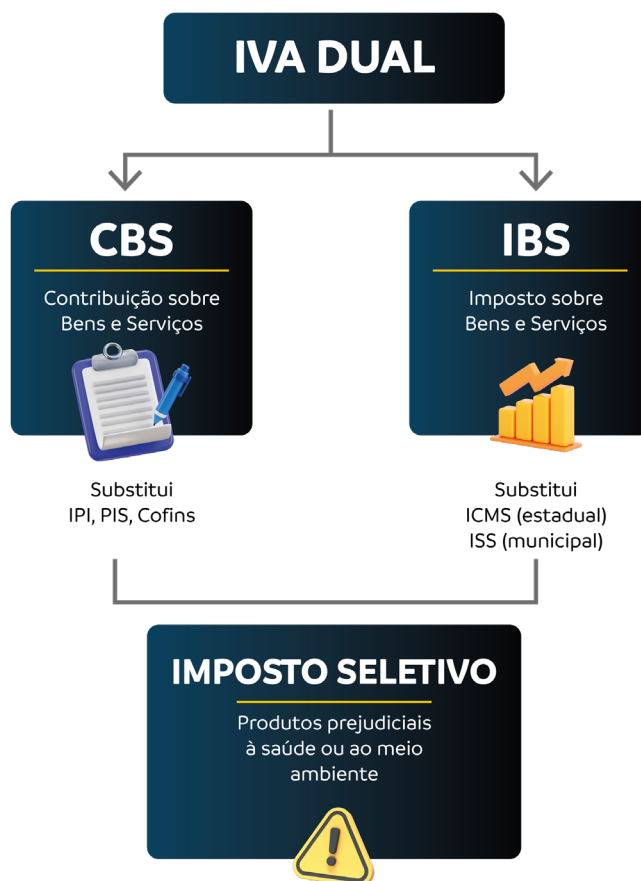 IVA DUAL
CBS
Contribuição sobre
Bens e Serviços
Substitui
IPI, PIS, Cofins
IBS
Imposto sobre
Bens e Serviços
Substitui
ICMS (estadual)
ISS (municipal)
IMPOSTO SELETIVO
Produtos prejudiciais
à saúde ou ao meio
ambiente